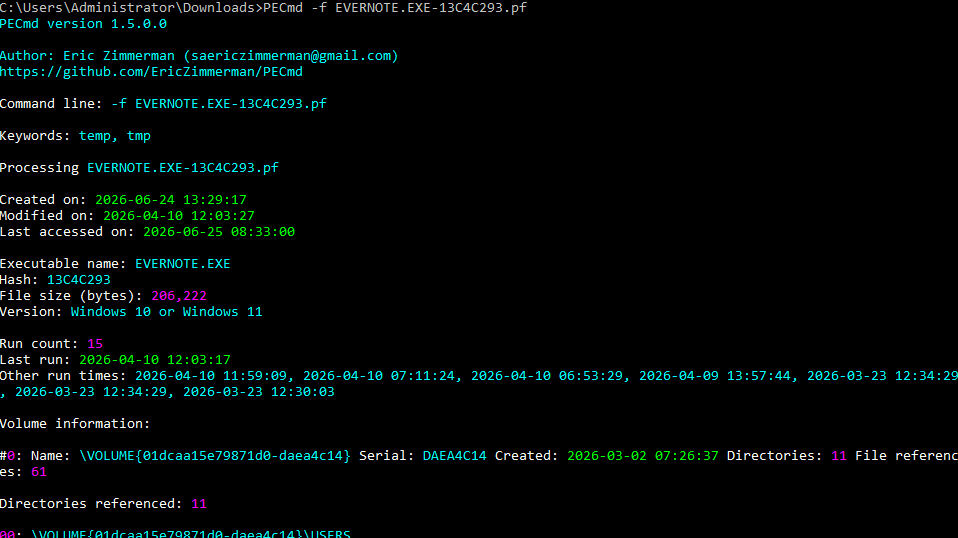 C:\Users\Administrator\Downloads>PECmd -f EVERNOTE.EXE-13C4C293.pf
PECmd version 1.5.0.0
Author: Eric Zimmerman (saericzimmerman@gmail.com)
https://github.com/EricZimmerman/PECmd
Command line: -f EVERNOTE.EXE-13C4C293.pf
Keywords: temp, tmp
Processing EVERNOTE.EXE-13C4C293.pf
Created on: 2026-06-24 13:29:17
Modified on: 2026-04-10 12:03:27
Last accessed on: 2026-06-25 08:33:00
Executable name: EVERNOTE.EXE
Hash: 13C4C293
File size (bytes): 206,222
Version: Windows 10 or Windows 11
Run count: 15
Last run: 2026-04-10 12:03:17
Other run times: 2026-04-10 11:59:09, 2026-04-10 07:11:24, 2026-04-10 06:53:29, 2026-04-09 13:57:44, 2026-03-23 12:34:29
, 2026-03-23 12:34:29, 2026-03-23 12:30:03
Volume information:
#0: Name: \VOLUME{01dcaa15e79871d0-daea4c14} Serial: DAEA4C14 Created: 2026-03-02 07:26:37 Directories: 11 File referenc
es: 61
Directories referenced: 11
00: \VOLUME{01dcaa15e79871d0-daea4c14}\USERS